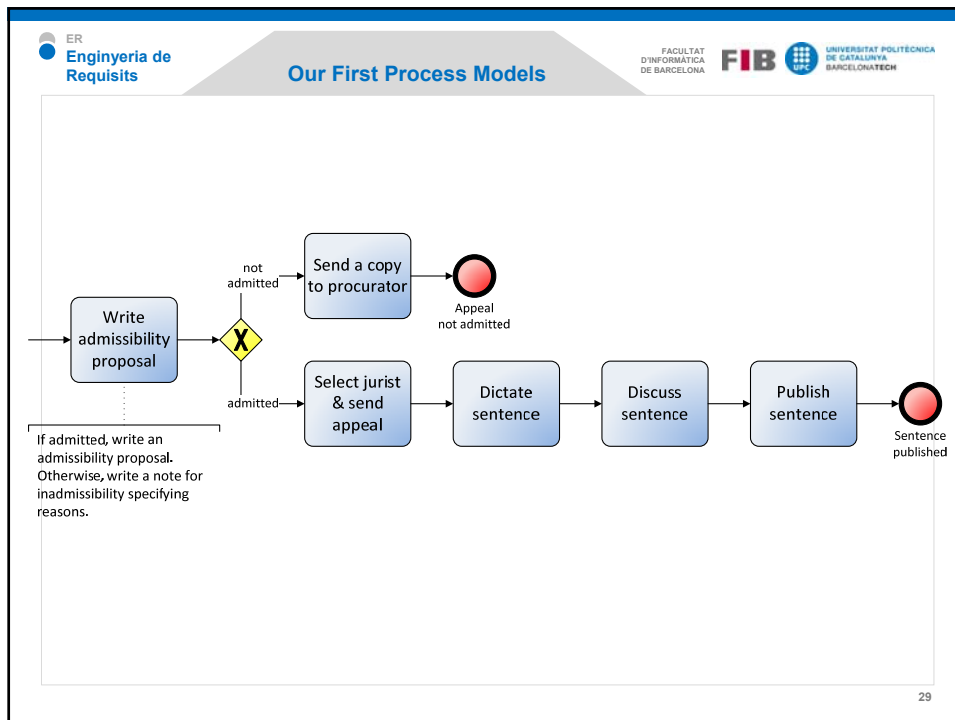 ER
Enginyeria de
Requisits
Our First Process Models
FACULTAT
D'INFORMÀTICA
DE BARCELONA
FIB
UPC
UNIVERSITAT POLITÈCNICA
DE CATALUNYA
BARCELONATECH
Write
admissibility
proposal
If admitted, write an
admissibility proposal.
Otherwise, write a note for
inadmissibility specifying
reasons.
X
not
admitted
Send a copy
to procurator
Appeal
not admitted
admitted
Select jurist
& send
appeal
Dictate
sentence
Discuss
sentence
Publish
sentence
Sentence
published
29